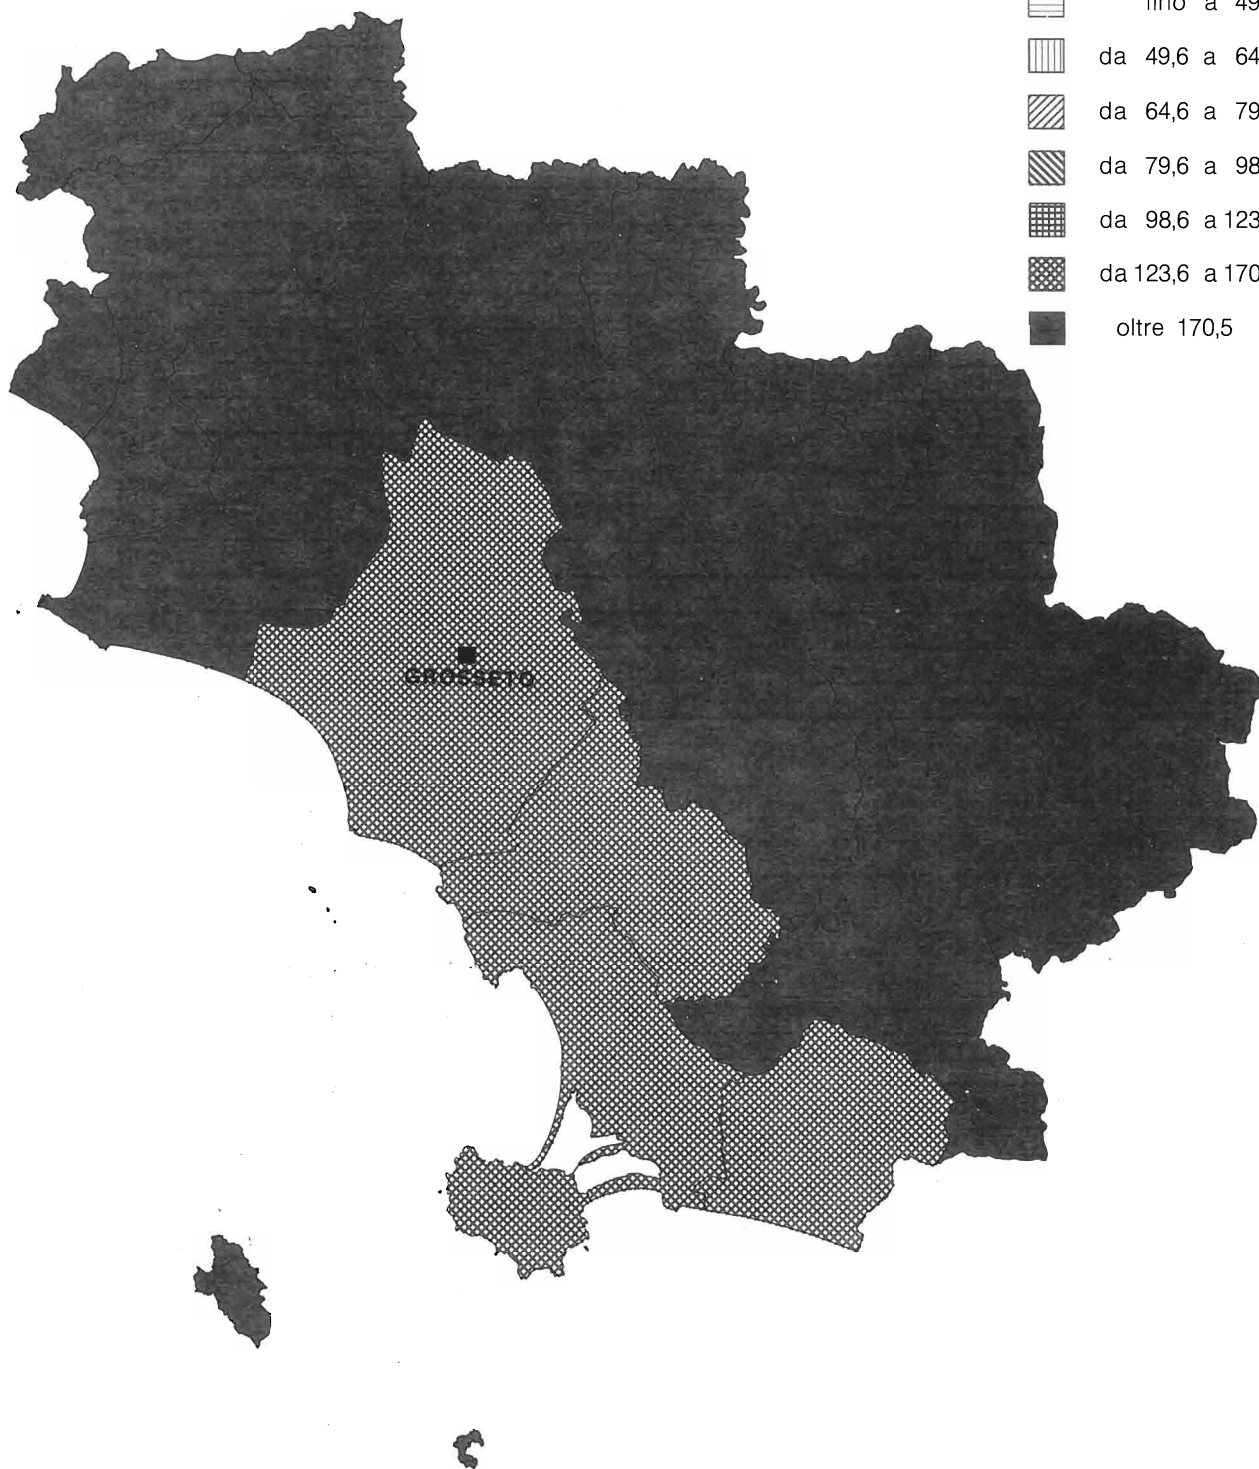 fino a 49
da 49,6 a 64
da 64,6 a 79
da 79,6 a 98
da 98,6 a 123
da 123,6 a 170
oltre 170,5
GROSSETO